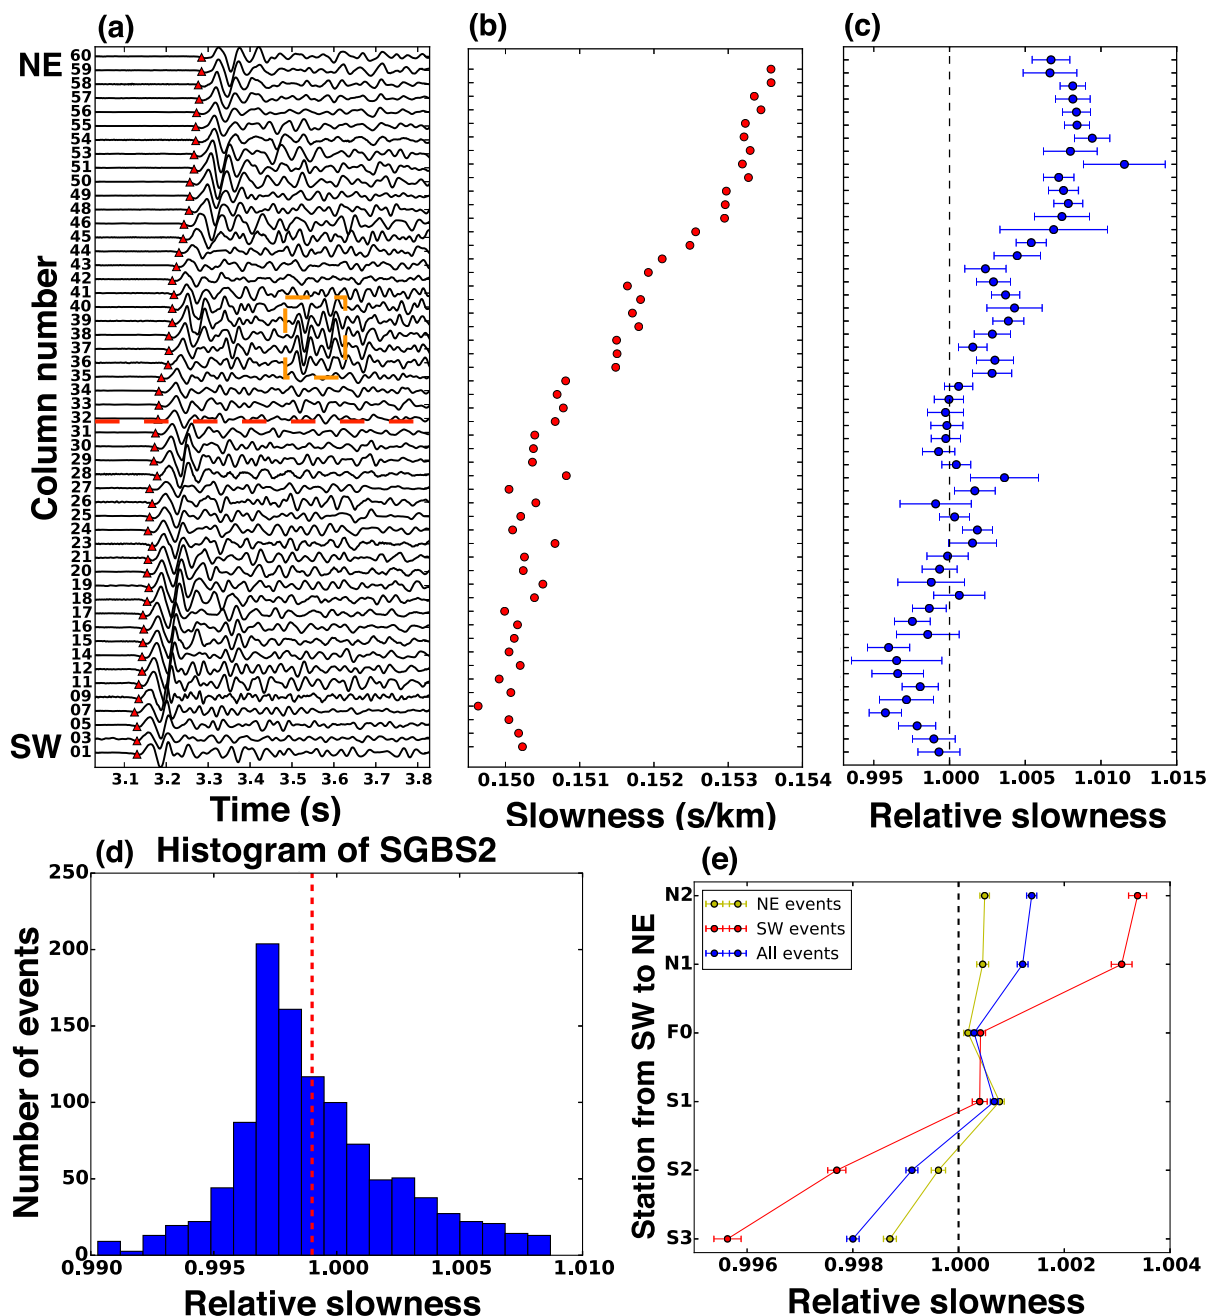 (a)
(b)
(c)
NE
SW
Column number
60
59
58
57
56
55
54
53
51
50
49
48
46
45
44
43
42
41
40
39
38
37
36
35
34
33
32
31
30
29
28
27
26
25
24
23
21
20
19
18
17
16
15
14
12
11
09
07
05
03
01
3.1 3.2 3.3 3.4 3.5 3.6 3.7 3.8
Time (s)
0.150 0.151 0.152 0.153 0.154
Slowness (s/km)
0.995 1.000 1.005 1.010 1.015
Relative slowness
(d) Histogram of SGBS2
Number of events
250
200
150
100
50
0
0.990 0.995 1.000 1.005 1.010
Relative slowness
(e)
Station from SW to NE
N2
N1
F0
S1
S2
S3
NE events
SW events
All events
0.996 0.998 1.000 1.002 1.004
Relative slowness